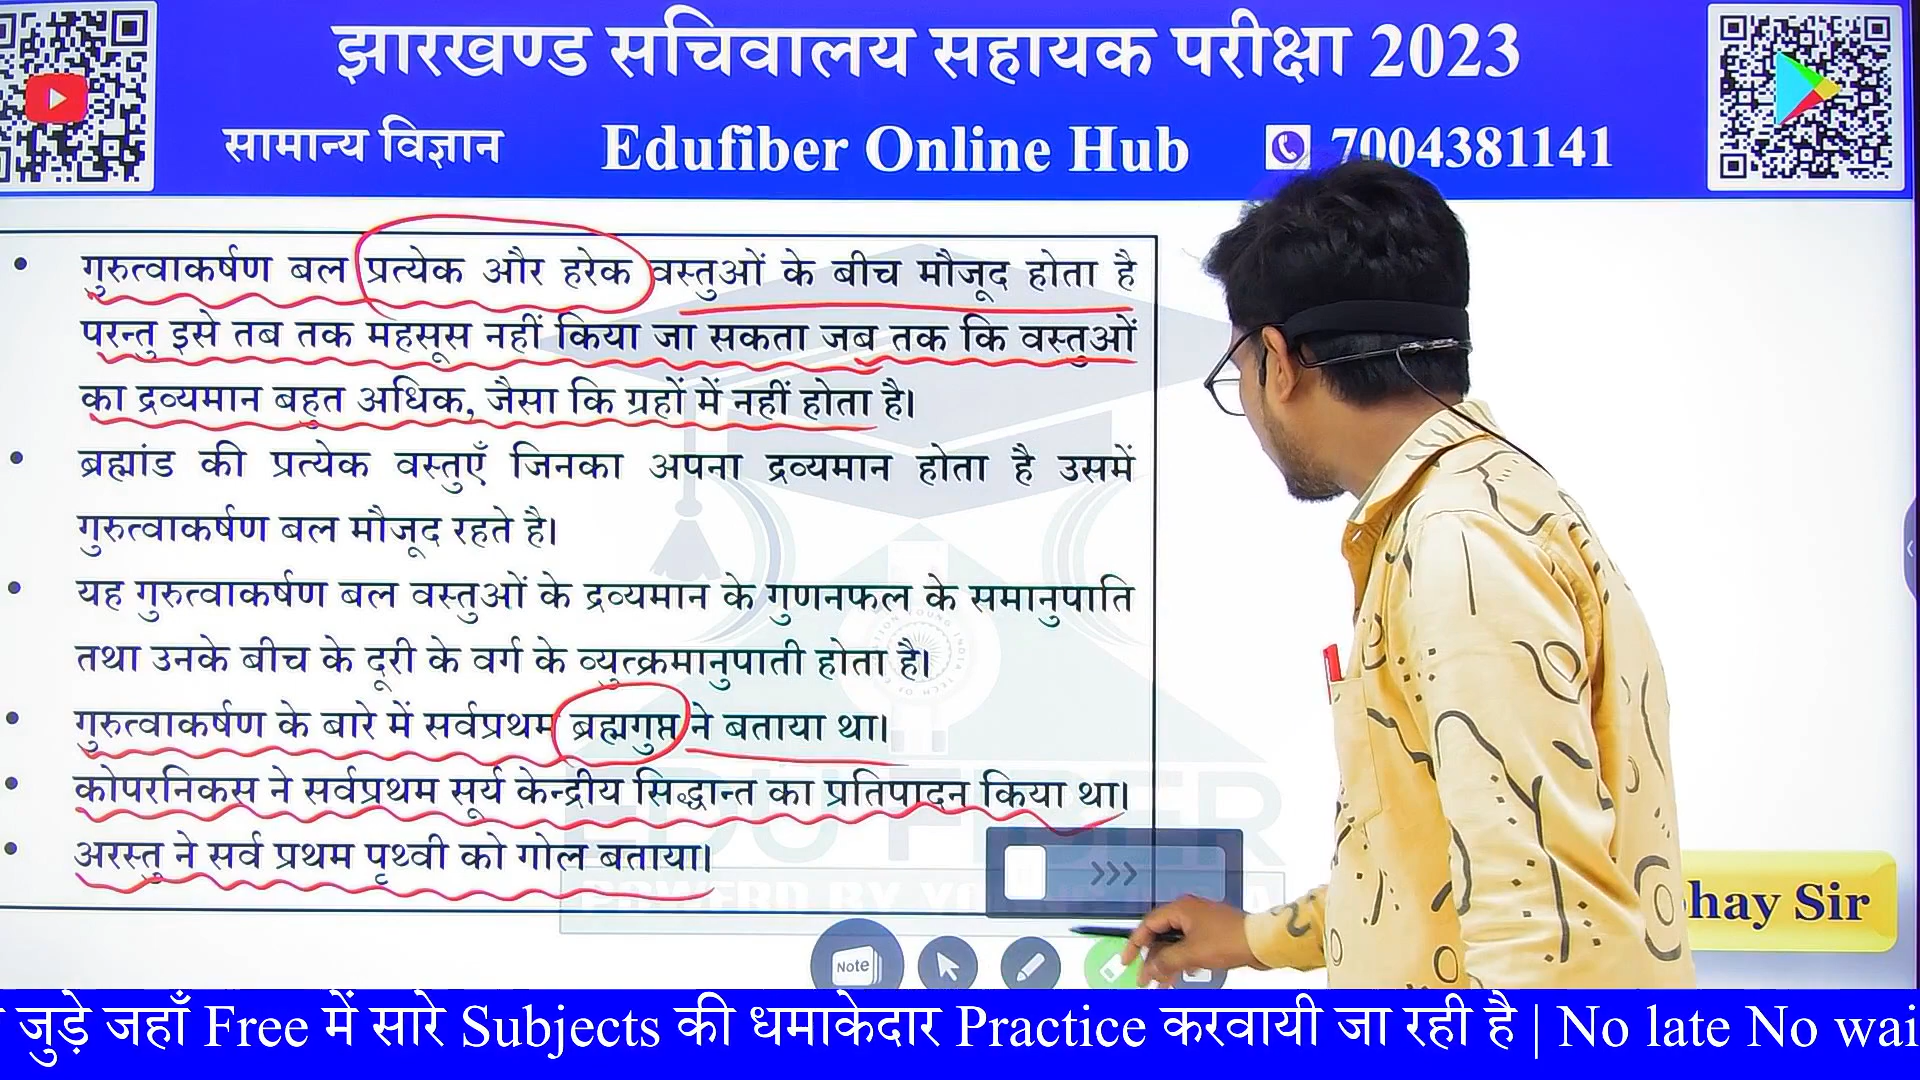 झारखण्ड सचिवालय सहायक परीक्षा 2023
सामान्य विज्ञान Edufiber Online Hub 7004381141
• गुरुत्वाकर्षण बल प्रत्येक और हरेक वस्तुओं के बीच मौजूद होता है
परन्तु इसे तब तक महसूस नहीं किया जा सकता जब तक कि वस्तुओं
का द्रव्यमान बहुत अधिक, जैसा कि ग्रहों में नहीं होता है।
• ब्रह्मांड की प्रत्येक वस्तुएँ जिनका अपना द्रव्यमान होता है उसमें
गुरुत्वाकर्षण बल मौजूद रहते है।
• यह गुरुत्वाकर्षण बल वस्तुओं के द्रव्यमान के गुणनफल के समानुपाति
तथा उनके बीच के दूरी के वर्ग के व्युत्क्रमानुपाती होता है।
• गुरुत्वाकर्षण के बारे में सर्वप्रथम ब्रह्मगुप्त ने बताया था।
• कोपरनिकस ने सर्वप्रथम सूर्य केन्द्रीय सिद्धान्त का प्रतिपादन किया था।
• अरस्तु ने सर्व प्रथम पृथ्वी को गोल बताया।
EDU FIBER
POWERD BY
hay Sir
Note
जुड़े जहाँ Free में सारे Subjects की धमाकेदार Practice करवायी जा रही है | No late No wai